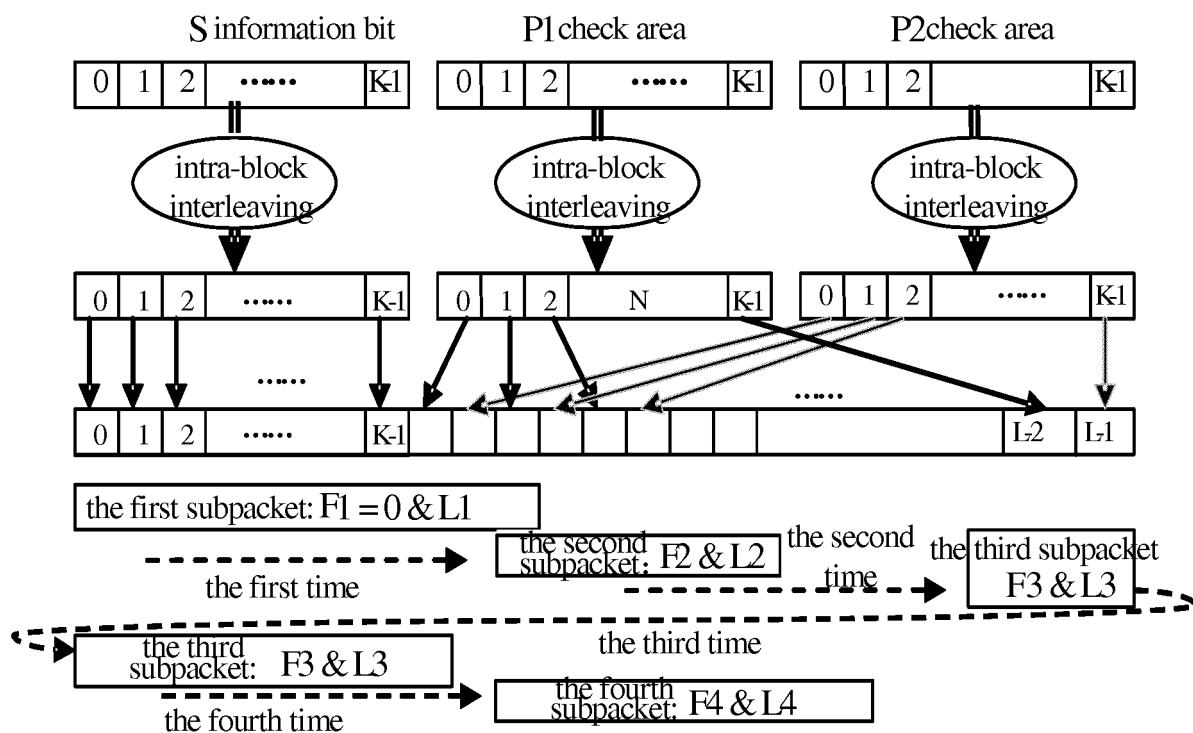 S information bit P1 check area P2 check area
0 1 2 ...... K-1 0 1 2 ...... K-1 0 1 2 K-1
intra-block intra-block intra-block
interleaving interleaving interleaving
0 1 2 ...... K-1 0 1 2 N K-1 0 1 2 ...... K-1
...... ......
0 1 2 ...... K-1 L-2 L-1
the first subpacket: F1 = 0 & L1
the second
subpacket: F2 & L2
the second
time
the third subpacket
F3 & L3
the first time
the third
subpacket: F3 & L3
the third time
the fourth
subpacket: F4 & L4
the fourth time